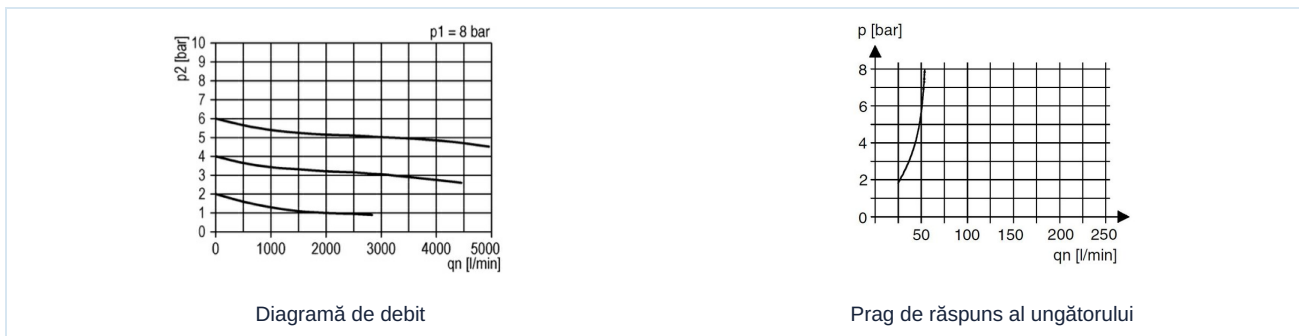 p1 = 8 bar
p2 [bar]
10
9
8
7
6
5
4
3
2
1
0
0 1000 2000 3000 4000 5000
qn [l/min]
Diagramă de debit
p [bar]
8
6
4
2
0
50 100 150 200 250
qn [l/min]
Prag de răspuns al ungătorului